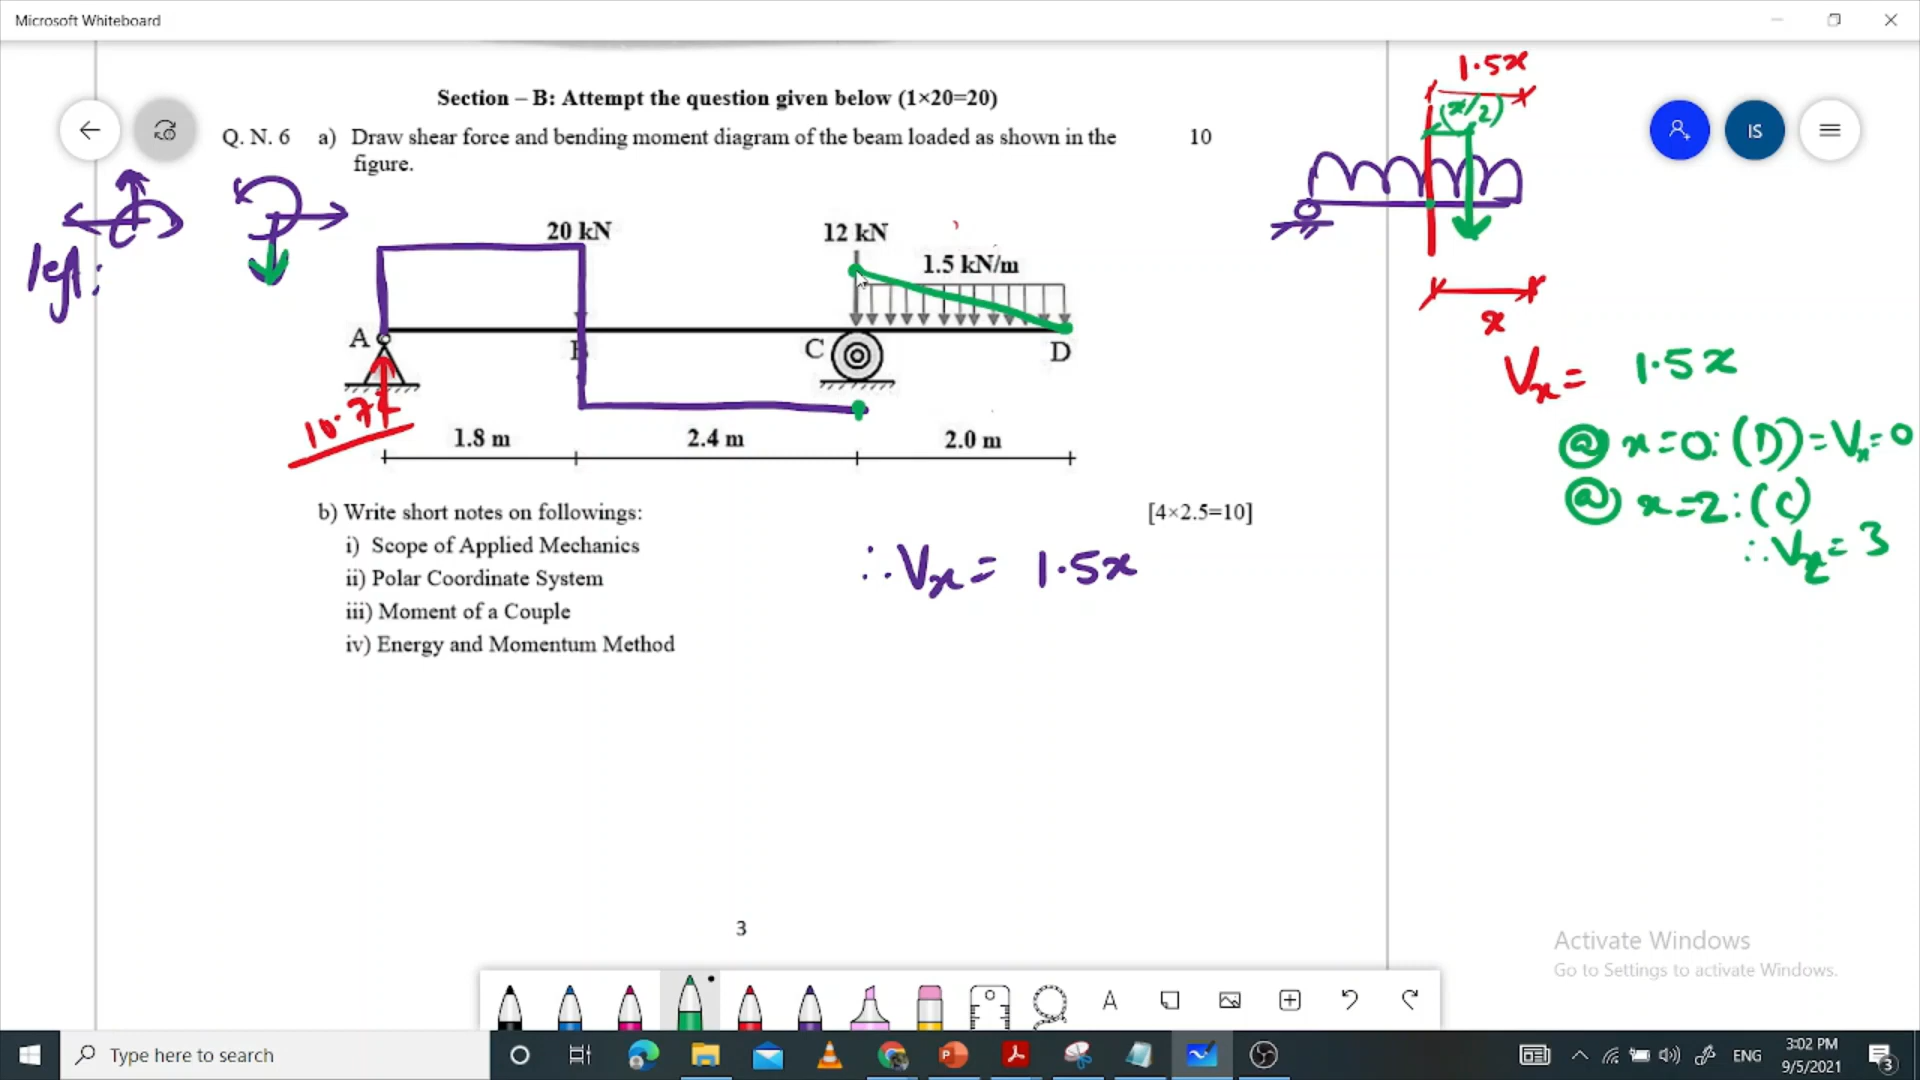 Microsoft Whiteboard
Section – B: Attempt the question given below (1×20=20)
Q. N. 6 a) Draw shear force and bending moment diagram of the beam loaded as shown in the 10
figure.
IS
1.5x
(x/2)
left:
20 kN
12 kN
1.5 kN/m
A
B
C
D
10.71
1.8 m
2.4 m
2.0 m
x
Vx = 1.5x
@ x=0: (D) = Vx=0
@ x=2: (C)
∴ Vx = 3
b) Write short notes on followings: [4×2.5=10]
i) Scope of Applied Mechanics
ii) Polar Coordinate System
iii) Moment of a Couple
iv) Energy and Momentum Method
∴ Vx = 1.5x
3
Activate Windows
Go to Settings to activate Windows.
A
Type here to search
ENG
3:02 PM
9/5/2021
3